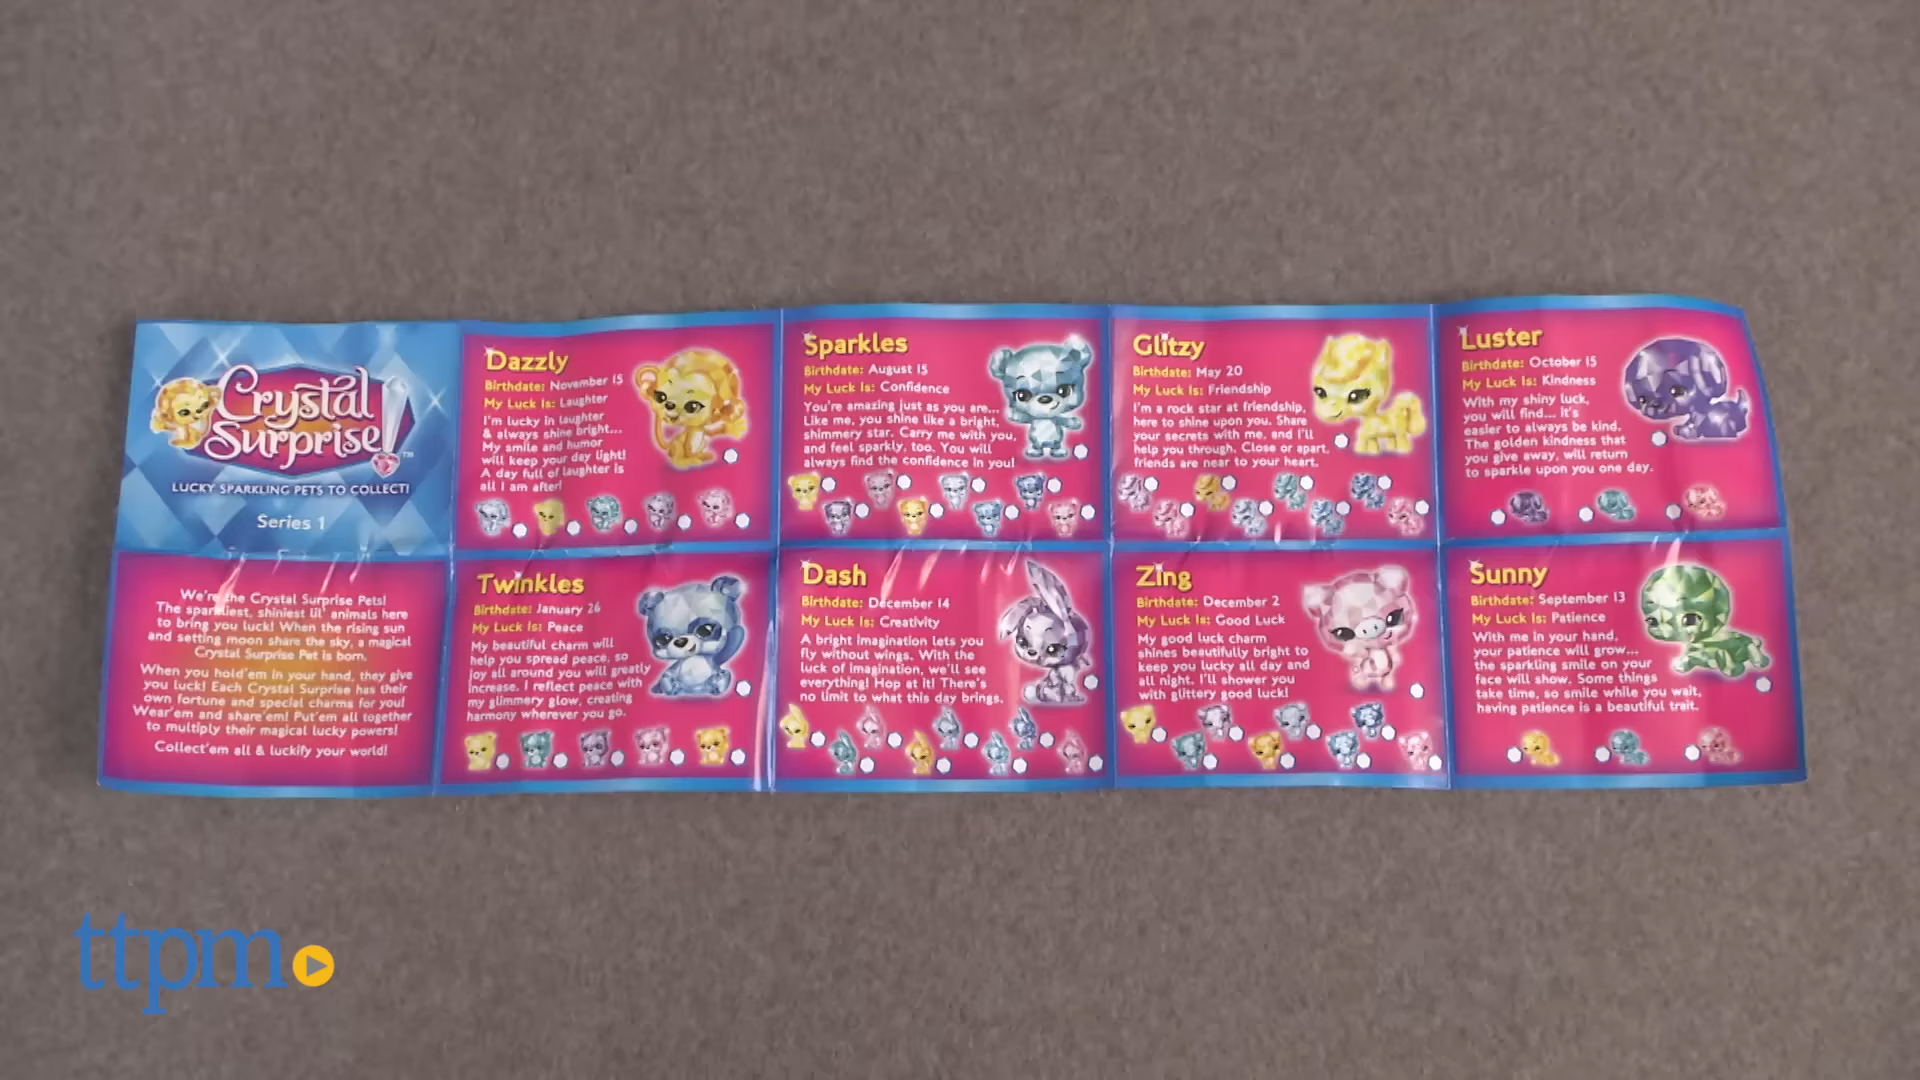 Crystal
Surprise!™
LUCKY SPARKLING PETS TO COLLECT!
Series 1
Dazzly
Birthdate: November 15
My Luck Is: Laughter
I'm lucky in laughter
& always shine bright...
My smile and humor
will keep your day light!
A day full of laughter is
all I am after!
Sparkles
Birthdate: August 15
My Luck Is: Confidence
You're amazing just as you are...
Like me, you shine like a bright,
shimmery star. Carry me with you,
and feel sparkly, too. You will
always find the confidence in you!
Glitzy
Birthdate: May 20
My Luck Is: Friendship
I'm a rock star at friendship,
here to shine upon you. Share
your secrets with me, and I'll
help you through. Close or apart,
friends are near to your heart.
Luster
Birthdate: October 15
My Luck Is: Kindness
With my shiny luck,
you will find... it's
easier to always be kind.
The golden kindness that
you give away, will return
to sparkle upon you one day.
We're the Crystal Surprise Pets!
The sparkliest, shiniest lil' animals here
to bring you luck! When the rising sun
and setting moon share the sky, a magical
Crystal Surprise Pet is born.
When you hold'em in your hand, they give
you luck! Each Crystal Surprise has their
own fortune and special charms for you!
Wear'em and share'em! Put'em all together
to multiply their magical lucky powers!
Collect'em all & luckify your world!
Twinkles
Birthdate: January 26
My Luck Is: Peace
My beautiful charm will
help you spread peace, so
joy all around you will greatly
increase. I reflect peace with
my glimmery glow, creating
harmony wherever you go.
Dash
Birthdate: December 14
My Luck Is: Creativity
A bright imagination lets you
fly without wings. With the
luck of imagination, we'll see
everything! Hop at it! There's
no limit to what this day brings.
Zing
Birthdate: December 2
My Luck Is: Good Luck
My good luck charm
shines beautifully bright to
keep you lucky all day and
all night. I'll shower you
with glittery good luck!
Sunny
Birthdate: September 13
My Luck Is: Patience
With me in your hand,
your patience will grow...
the sparkling smile on your
face will show. Some things
take time, so smile while you wait,
having patience is a beautiful trait.
ttpm